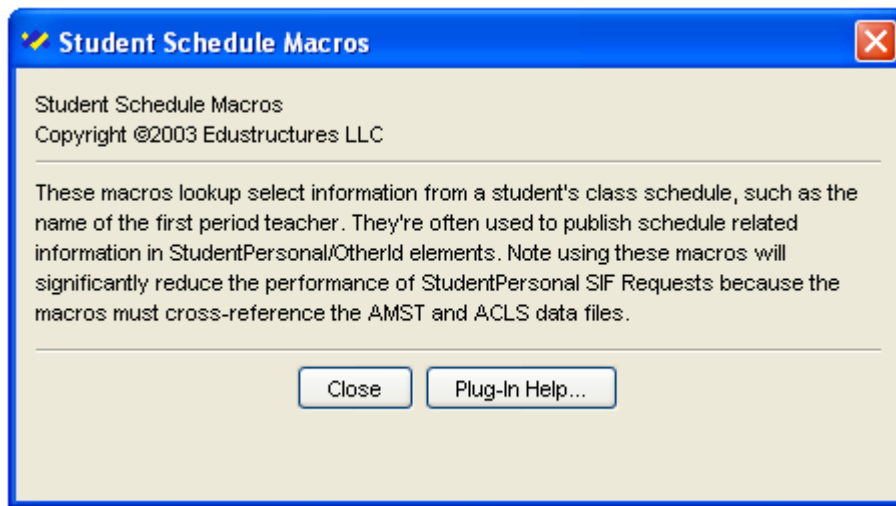 Student Schedule Macros
Student Schedule Macros
Copyright ©2003 Edustructures LLC
These macros lookup select information from a student's class schedule, such as the
name of the first period teacher. They're often used to publish schedule related
information in StudentPersonal/OtherId elements. Note using these macros will
significantly reduce the performance of StudentPersonal SIF Requests because the
macros must cross-reference the AMST and ACLS data files.
Close Plug-In Help...